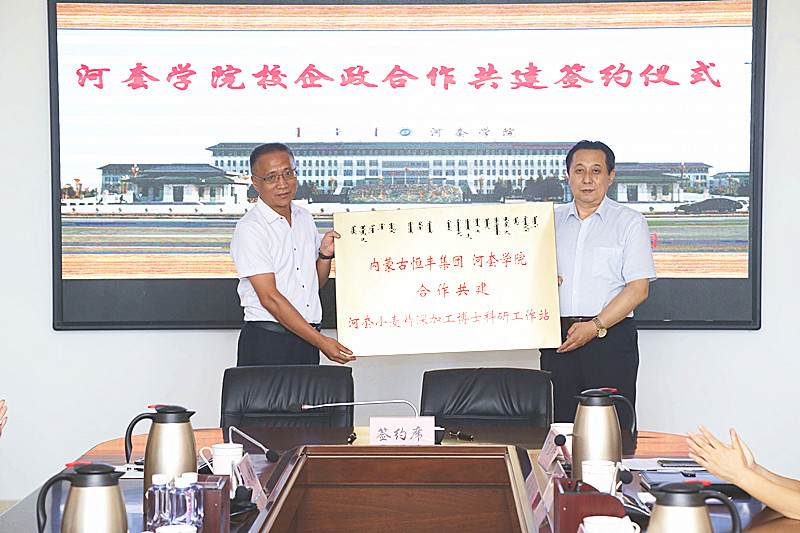 河套学院校企政合作共建签约仪式
河套学院
内蒙古恒丰集团 河套学院
合作共建
河套小麦精深加工博士科研工作站
签约席